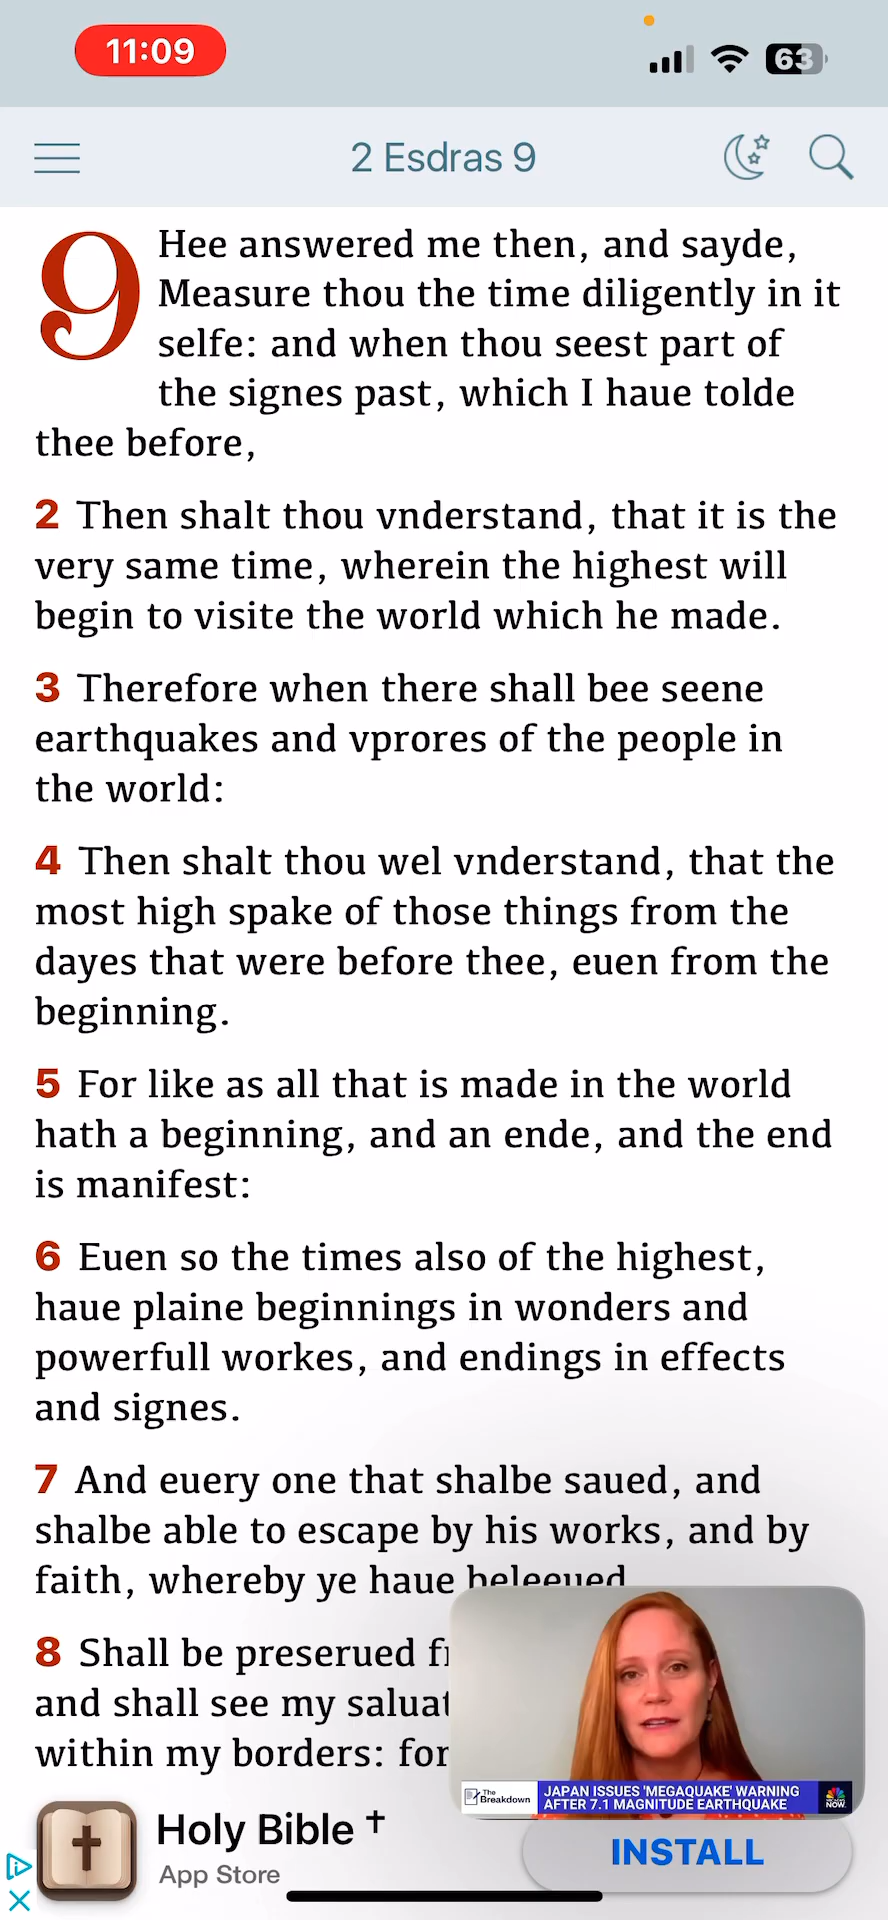 11:09
63
2 Esdras 9
9 Hee answered me then, and sayde,
Measure thou the time diligently in it
selfe: and when thou seest part of
the signes past, which I haue tolde
thee before,
2 Then shalt thou vnderstand, that it is the
very same time, wherein the highest will
begin to visite the world which he made.
3 Therefore when there shall bee seene
earthquakes and vprores of the people in
the world:
4 Then shalt thou wel vnderstand, that the
most high spake of those things from the
dayes that were before thee, euen from the
beginning.
5 For like as all that is made in the world
hath a beginning, and an ende, and the end
is manifest:
6 Euen so the times also of the highest,
haue plaine beginnings in wonders and
powerfull workes, and endings in effects
and signes.
7 And euery one that shalbe saued, and
shalbe able to escape by his works, and by
faith, whereby ye haue beleeued
8 Shall be preserued
and shall see my
within my borders: for
The Breakdown
JAPAN ISSUES 'MEGAQUAKE' WARNING
AFTER 7.1 MAGNITUDE EARTHQUAKE
NOW
Holy Bible †
App Store
INSTALL